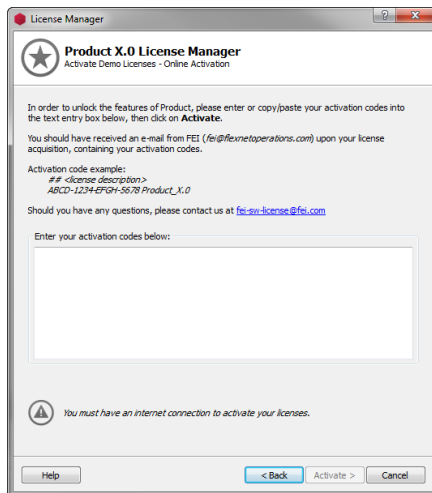 License Manager
Product X.0 License Manager
Activate Demo Licenses - Online Activation
In order to unlock the features of Product, please enter or copy/paste your activation codes into
the text entry box below, then click on Activate.
You should have received an e-mail from FEI (fei@flexnetoperations.com) upon your license
acquisition, containing your activation codes.
Activation code example:
## <license description>
ABCD-1234-EFGH-5678 Product_X.0
Should you have any questions, please contact us at fei-sw-license@fei.com
Enter your activation codes below:
You must have an internet connection to activate your licenses.
Help < Back Activate > Cancel